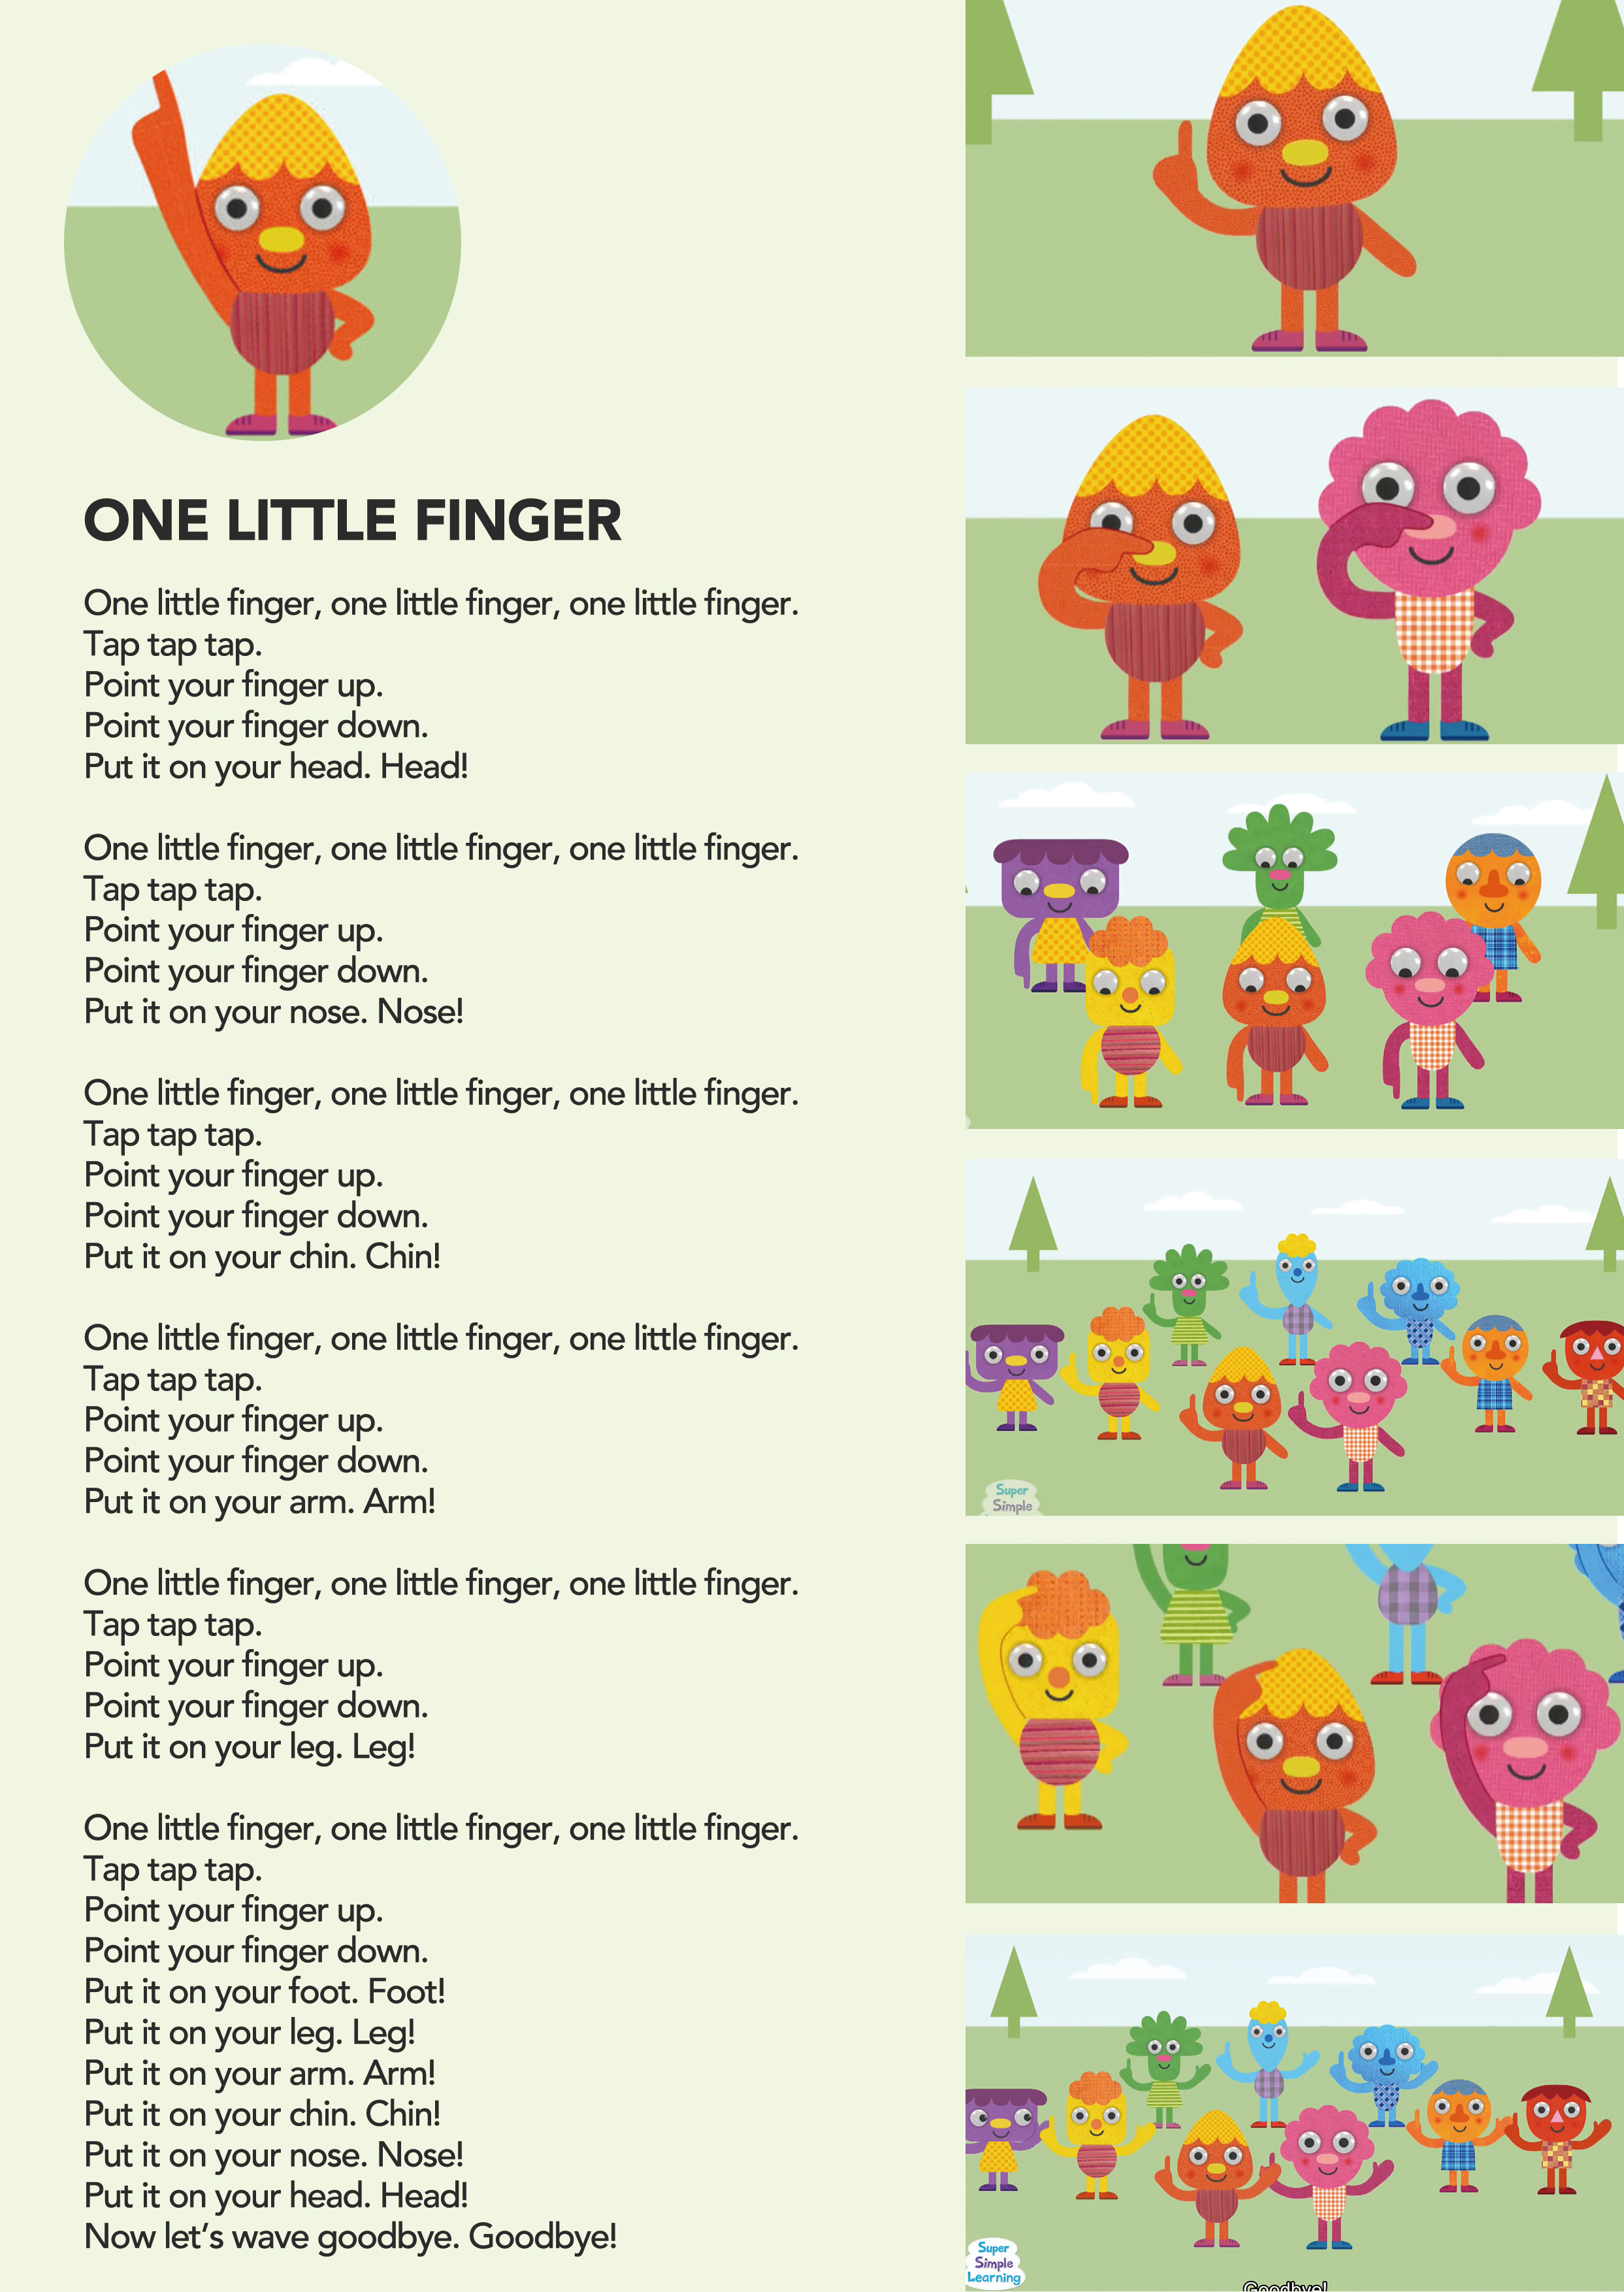 ONE LITTLE FINGER
One little finger, one little finger, one little finger.
Tap tap tap.
Point your finger up.
Point your finger down.
Put it on your head. Head!
One little finger, one little finger, one little finger.
Tap tap tap.
Point your finger up.
Point your finger down.
Put it on your nose. Nose!
One little finger, one little finger, one little finger.
Tap tap tap.
Point your finger up.
Point your finger down.
Put it on your chin. Chin!
One little finger, one little finger, one little finger.
Tap tap tap.
Point your finger up.
Point your finger down.
Put it on your arm. Arm!
One little finger, one little finger, one little finger.
Tap tap tap.
Point your finger up.
Point your finger down.
Put it on your leg. Leg!
One little finger, one little finger, one little finger.
Tap tap tap.
Point your finger up.
Point your finger down.
Put it on your foot. Foot!
Put it on your leg. Leg!
Put it on your arm. Arm!
Put it on your chin. Chin!
Put it on your nose. Nose!
Put it on your head. Head!
Now let’s wave goodbye. Goodbye!
Super
Simple
Super
Simple
Learning
Goodbye!